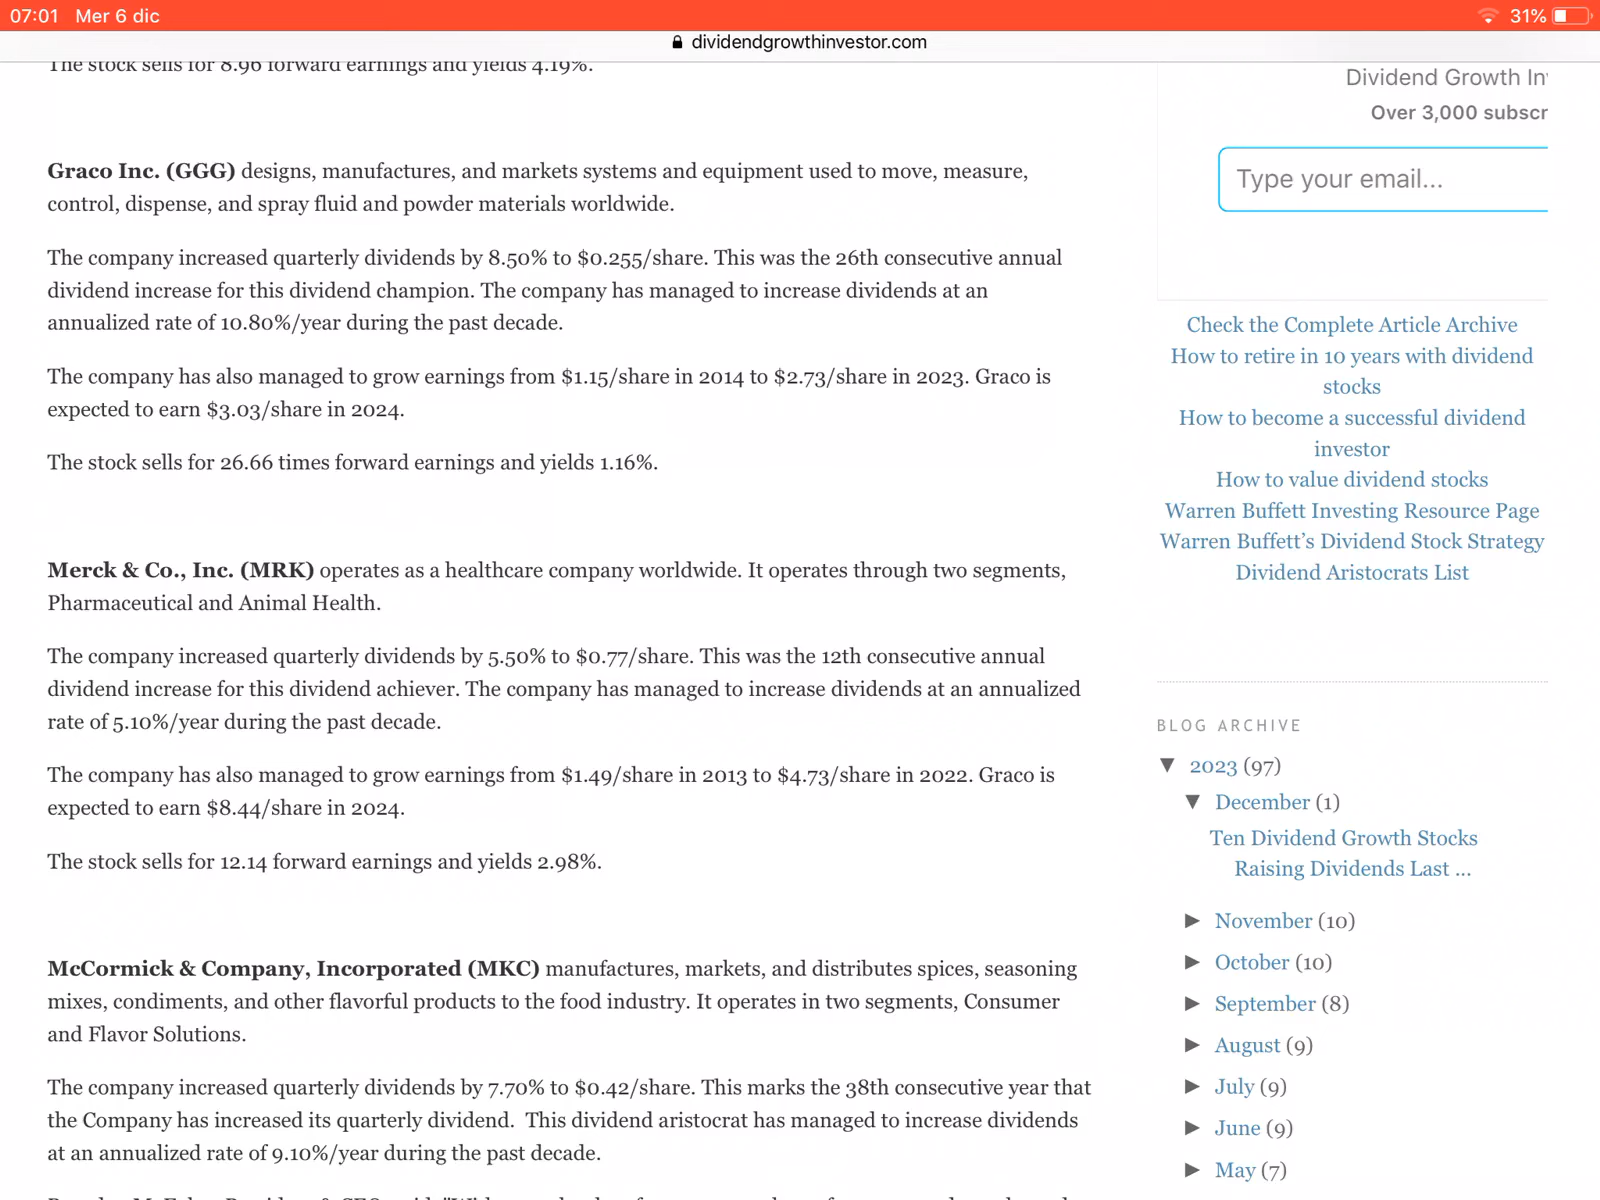 07:01 Mer 6 dic
31%
dividendgrowthinvestor.com
The stock sells for 8.96 forward earnings and yields 4.19%.
Graco Inc. (GGG) designs, manufactures, and markets systems and equipment used to move, measure,
control, dispense, and spray fluid and powder materials worldwide.
The company increased quarterly dividends by 8.50% to $0.255/share. This was the 26th consecutive annual
dividend increase for this dividend champion. The company has managed to increase dividends at an
annualized rate of 10.80%/year during the past decade.
The company has also managed to grow earnings from $1.15/share in 2014 to $2.73/share in 2023. Graco is
expected to earn $3.03/share in 2024.
The stock sells for 26.66 times forward earnings and yields 1.16%.
Merck & Co., Inc. (MRK) operates as a healthcare company worldwide. It operates through two segments,
Pharmaceutical and Animal Health.
The company increased quarterly dividends by 5.50% to $0.77/share. This was the 12th consecutive annual
dividend increase for this dividend achiever. The company has managed to increase dividends at an annualized
rate of 5.10%/year during the past decade.
The company has also managed to grow earnings from $1.49/share in 2013 to $4.73/share in 2022. Graco is
expected to earn $8.44/share in 2024.
The stock sells for 12.14 forward earnings and yields 2.98%.
McCormick & Company, Incorporated (MKC) manufactures, markets, and distributes spices, seasoning
mixes, condiments, and other flavorful products to the food industry. It operates in two segments, Consumer
and Flavor Solutions.
The company increased quarterly dividends by 7.70% to $0.42/share. This marks the 38th consecutive year that
the Company has increased its quarterly dividend. This dividend aristocrat has managed to increase dividends
at an annualized rate of 9.10%/year during the past decade.
Dividend Growth In
Over 3,000 subscr
Type your email...
Check the Complete Article Archive
How to retire in 10 years with dividend
stocks
How to become a successful dividend
investor
How to value dividend stocks
Warren Buffett Investing Resource Page
Warren Buffett's Dividend Stock Strategy
Dividend Aristocrats List
BLOG ARCHIVE
▼ 2023 (97)
▼ December (1)
Ten Dividend Growth Stocks
Raising Dividends Last ...
► November (10)
► October (10)
► September (8)
► August (9)
► July (9)
► June (9)
► May (7)